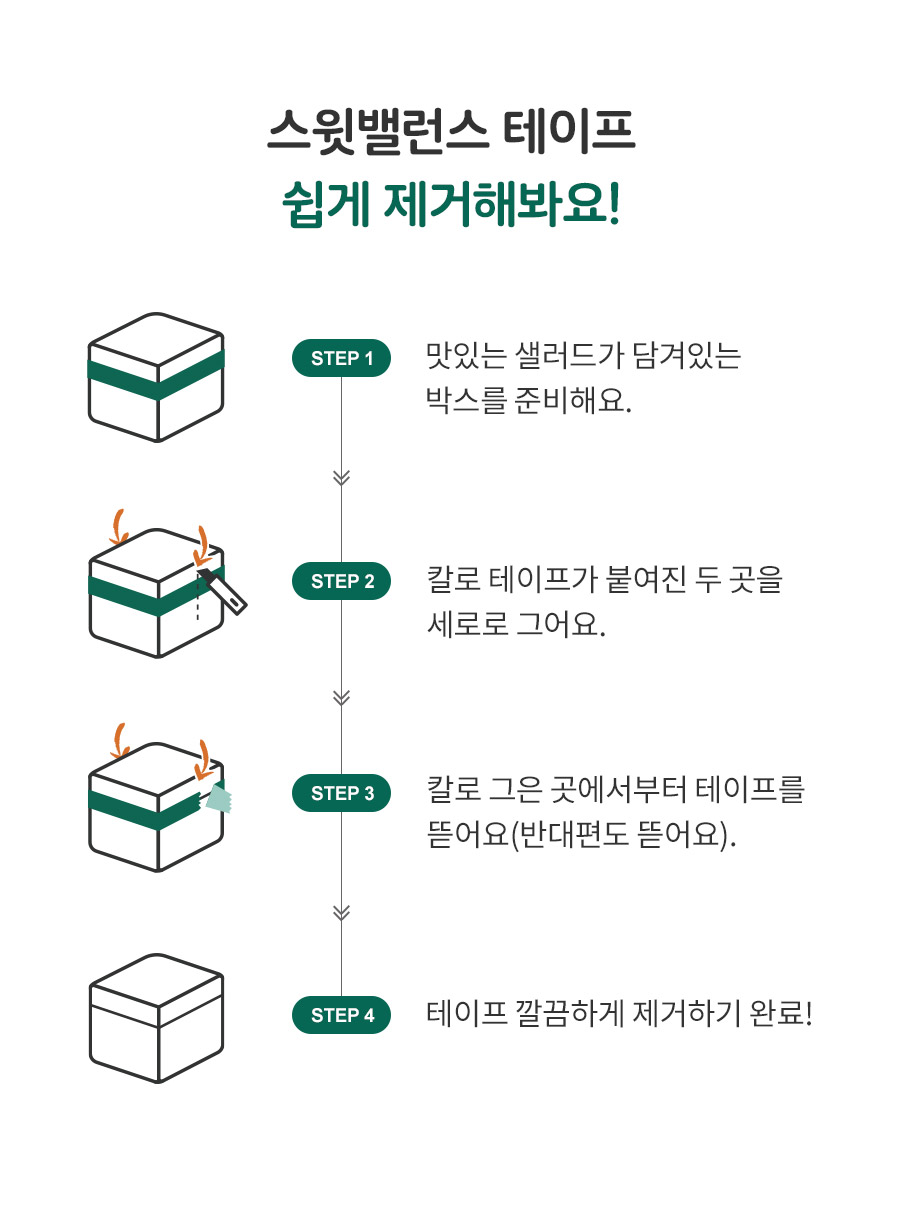 스윗밸런스 테이프
쉽게 제거해봐요!
STEP 1
맛있는 샐러드가 담겨있는
박스를 준비해요.
STEP 2
칼로 테이프가 붙여진 두 곳을
세로로 그어요.
STEP 3
칼로 그은 곳에서부터 테이프를
뜯어요(반대편도 뜯어요).
STEP 4
테이프 깔끔하게 제거하기 완료!